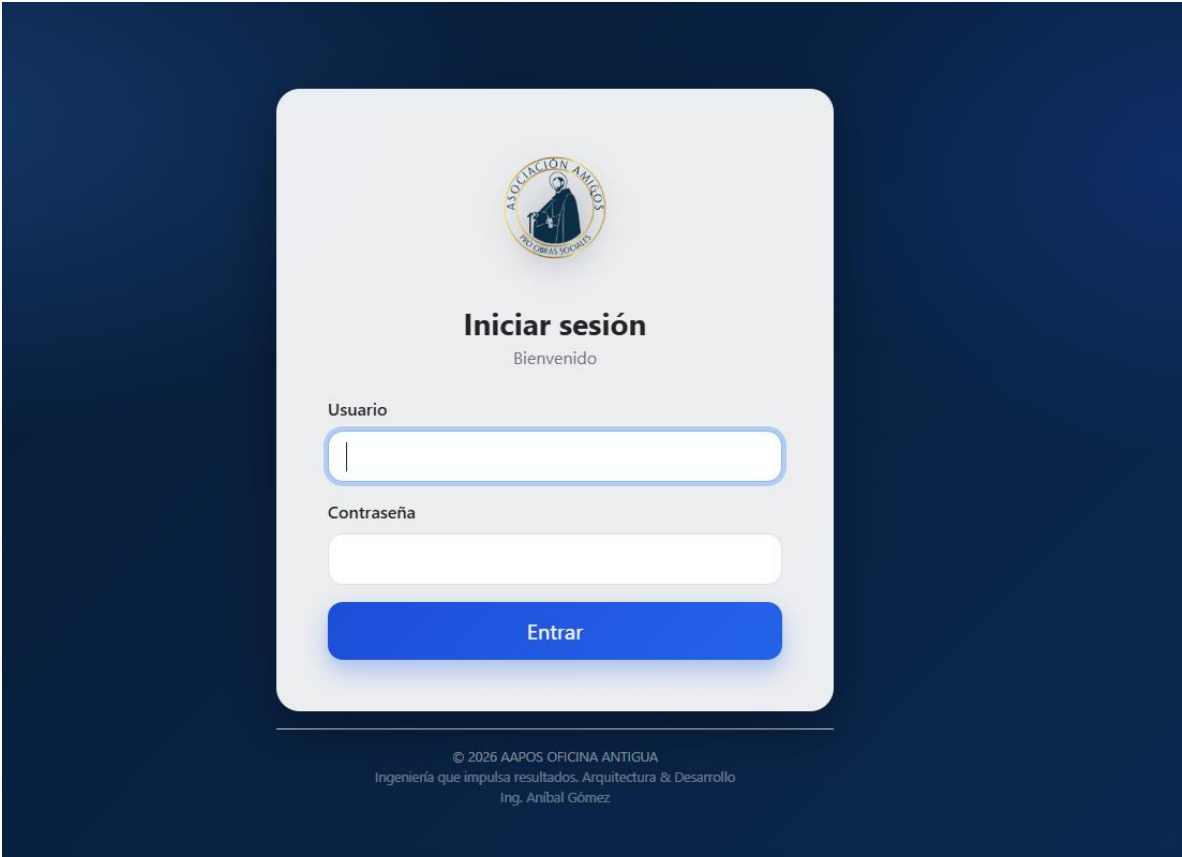 ASOCIACIÓN AMIGOS
PRO OBRAS SOCIALES
Iniciar sesión
Bienvenido
Usuario
Contraseña
Entrar
© 2026 AAPOS OFICINA ANTIGUA
Ingeniería que impulsa resultados. Arquitectura & Desarrollo
Ing. Aníbal Gómez